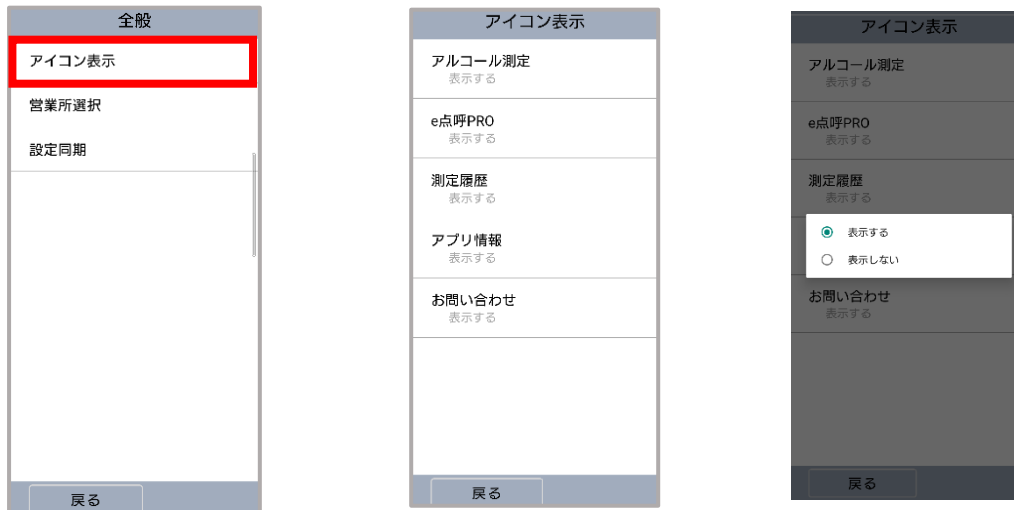 全般
アイコン表示
営業所選択
設定同期
戻る
アイコン表示
アルコール測定
表示する
e点呼PRO
表示する
測定履歴
表示する
アプリ情報
表示する
お問い合わせ
表示する
戻る
アイコン表示
アルコール測定
表示する
e点呼PRO
表示する
測定履歴
表示する
表示する
表示しない
お問い合わせ
表示する
戻る